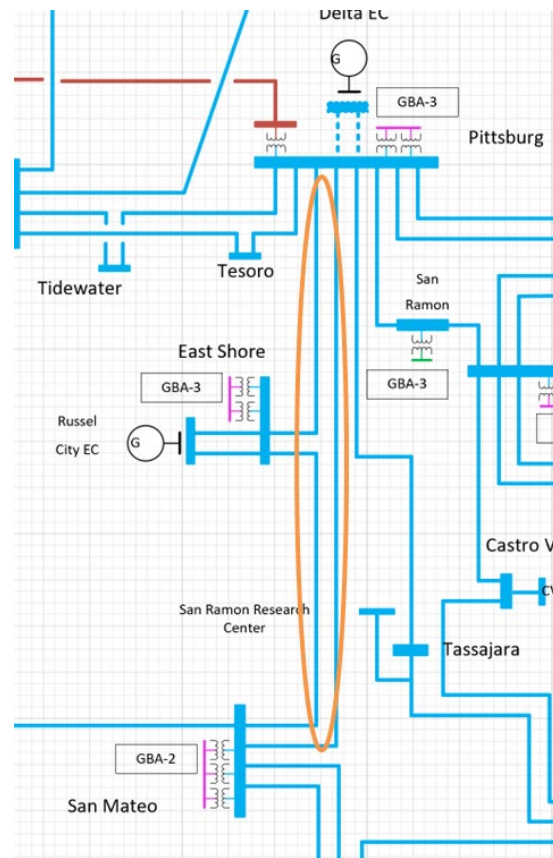 Delta EC
G
GBA-3
Pittsburg
Tidewater
Tesoro
San
Ramon
GBA-3
East Shore
GBA-3
Russel
City EC
G
Castro V
San Ramon Research
Center
Tassajara
GBA-2
San Mateo